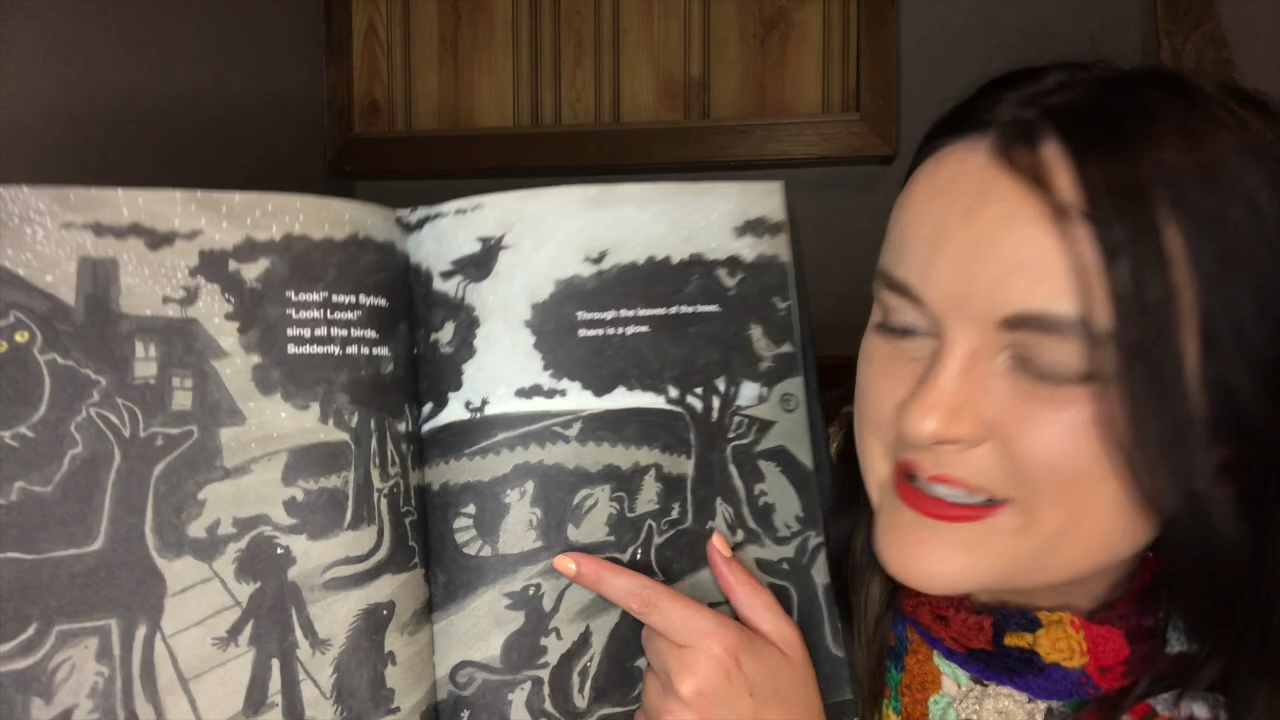 "Look!" says Sylvie,
"Look! Look!"
sing all the birds.
Suddenly, all is still.
Through the leaves of the trees,
there is a glow.